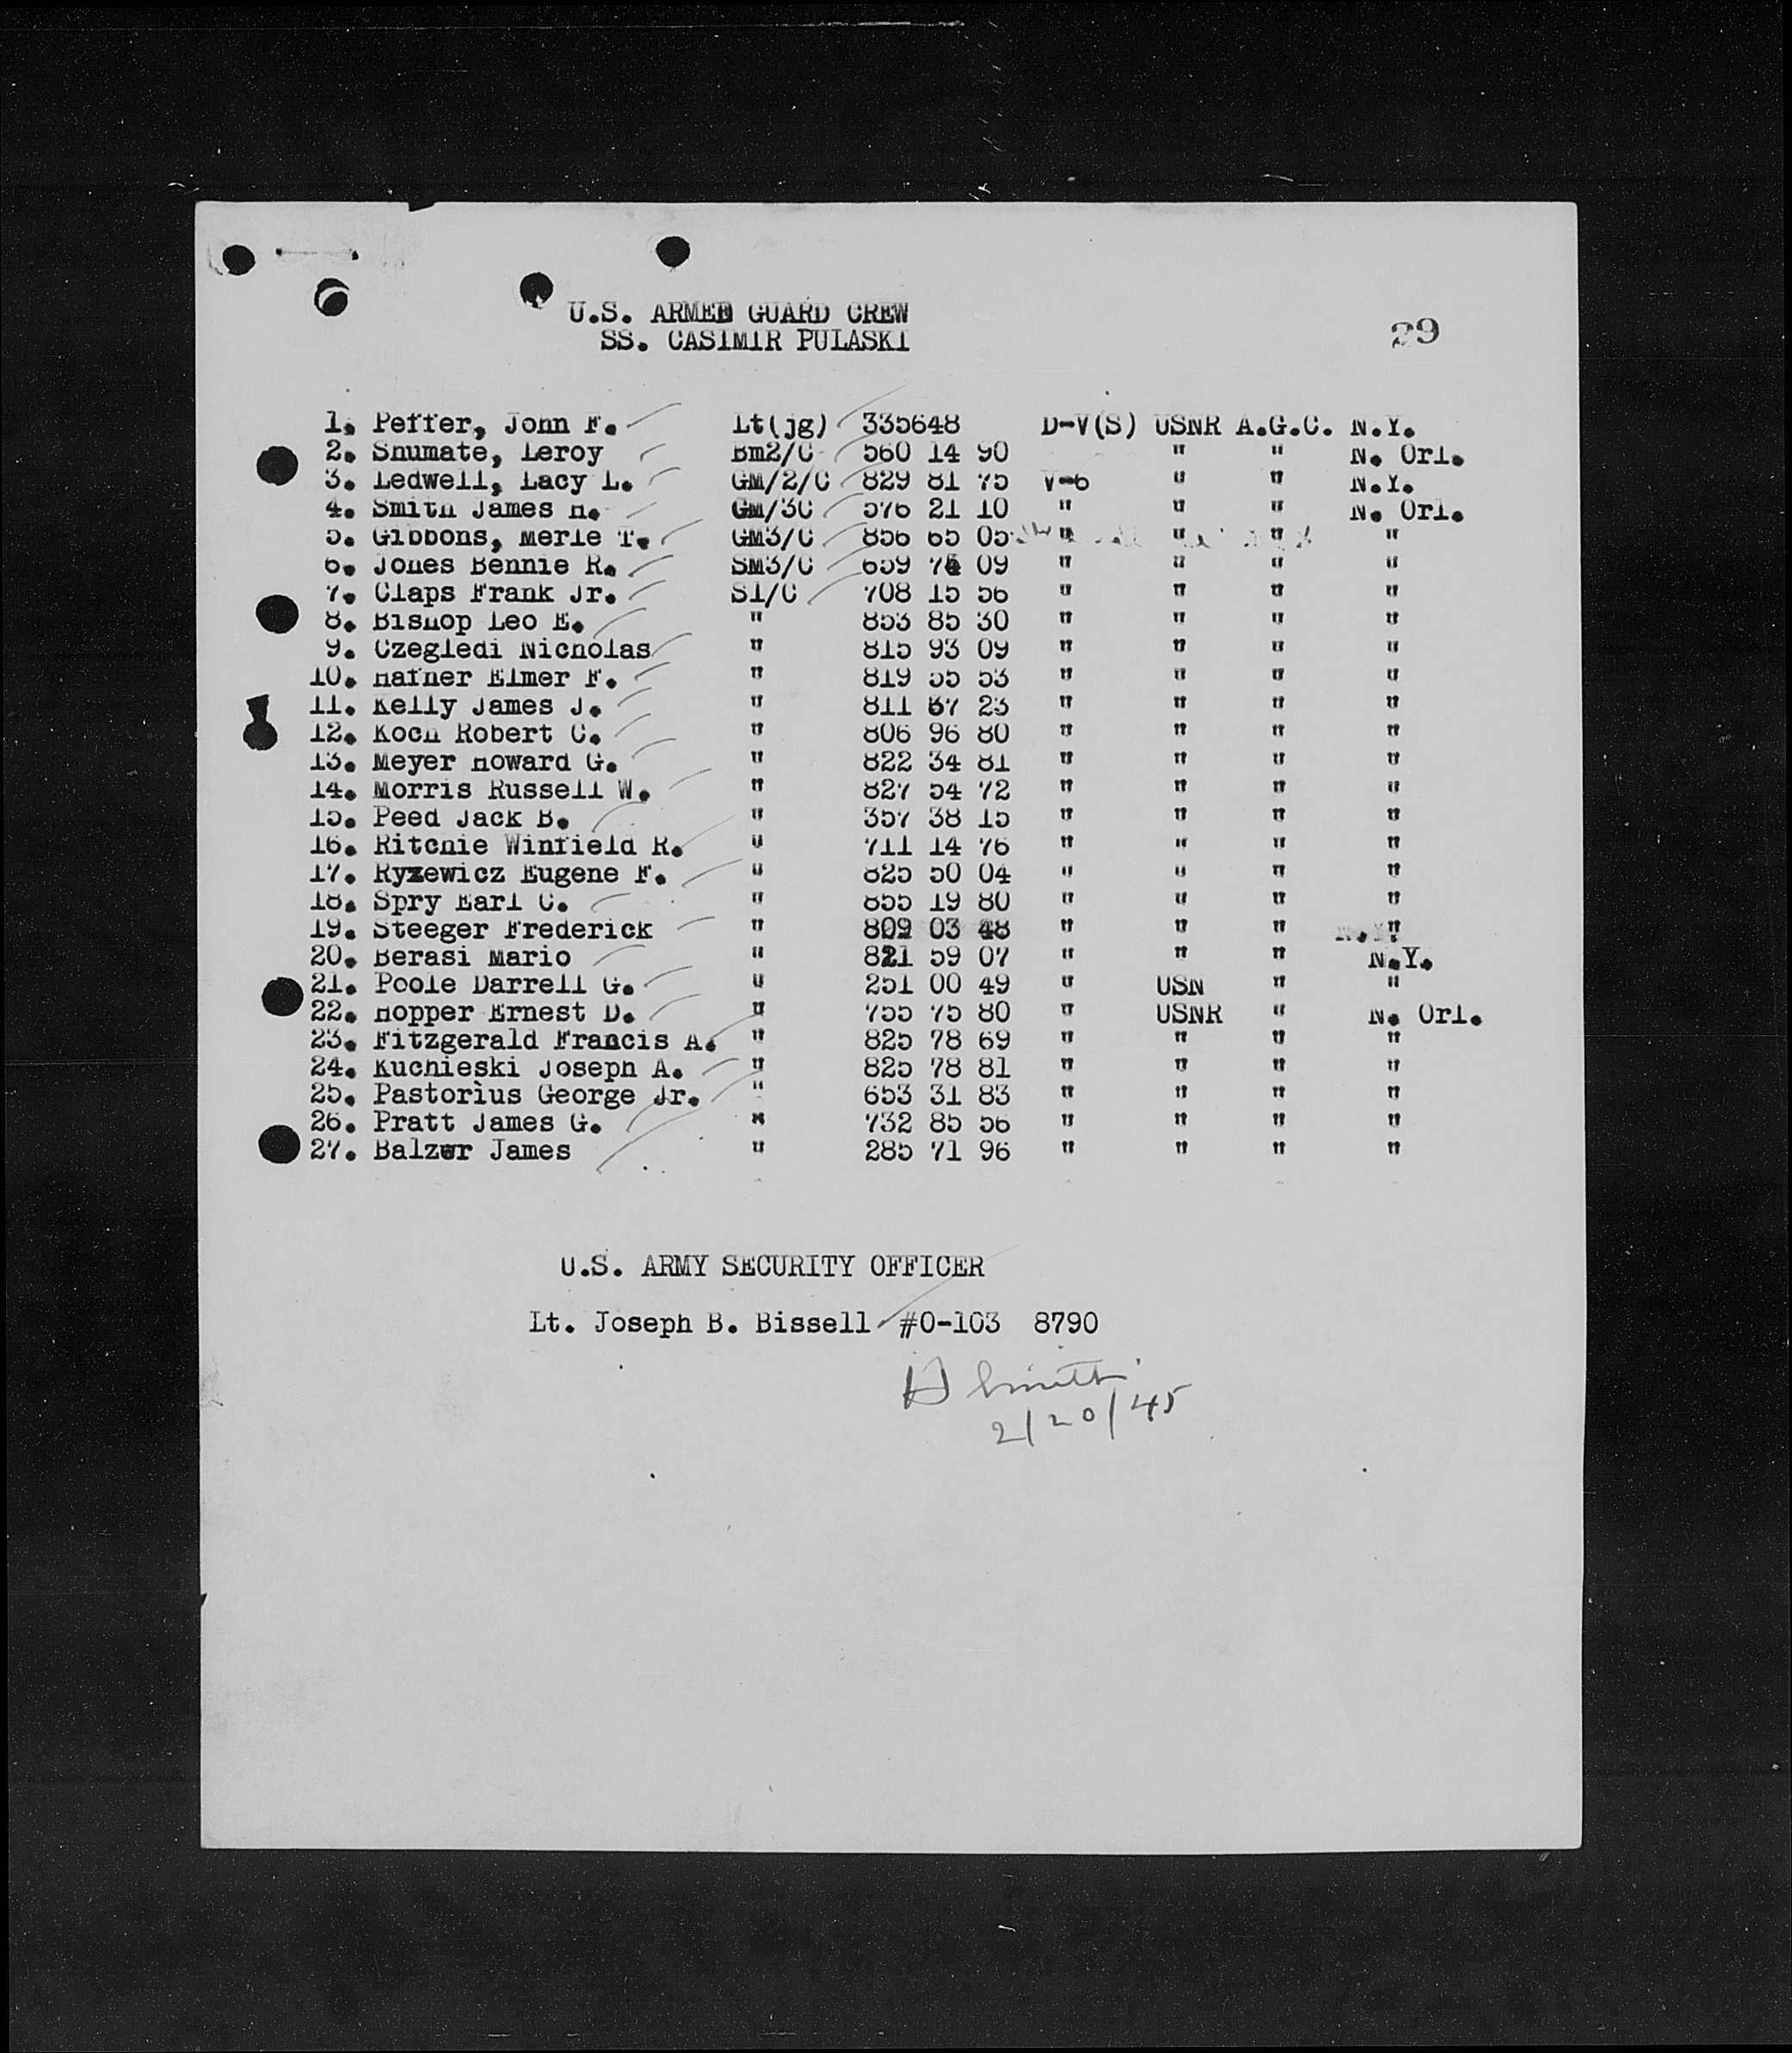 U.S. ARMED GUARD CREW
SS. CASIMIR PULASKI
29
1. Peffer, John F. Lt(jg) 335648 D-V(S) USNR A.G.C. N.Y.
2. Shumate, Leroy Bm2/C 560 14 90 " " N. Orl.
3. Ledwell, Lacy L. GM/2/C 829 81 75 V-6 " " N.Y.
4. Smith James H. GM/3C 576 21 10 " " " N. Orl.
5. Gibbons, Merle T. GM3/C 856 65 05 " " " "
6. Jones Bennie R. SM3/C 659 74 09 " " " "
7. Claps Frank Jr. S1/C 708 15 56 " " " "
8. Bishop Leo E. " 853 85 30 " " " "
9. Czegledi Nicholas " 815 93 09 " " " "
10. Hafner Elmer F. " 819 55 53 " " " "
11. Kelly James J. " 811 67 23 " " " "
12. Koch Robert C. " 806 96 80 " " " "
13. Meyer Howard G. " 822 34 81 " " " "
14. Morris Russell W. " 827 54 72 " " " "
15. Peed Jack B. " 357 38 15 " " " "
16. Ritchie Winfield R. " 711 14 76 " " " "
17. Ryzewicz Eugene F. " 825 50 04 " " " "
18. Spry Earl C. " 855 19 80 " " " "
19. Steeger Frederick " 809 03 48 " " " "
20. Berasi Mario " 821 59 07 " " " N.Y.
21. Poole Darrell G. " 251 00 49 " USN " "
22. Hopper Ernest D. " 755 75 80 " USNR " N. Orl.
23. Fitzgerald Francis A. " 825 78 69 " " " "
24. Kuchieski Joseph A. " 825 78 81 " " " "
25. Pastorius George Jr. " 653 31 83 " " " "
26. Pratt James G. " 732 85 56 " " " "
27. Balzer James " 285 71 96 " " " "
U.S. ARMY SECURITY OFFICER
Lt. Joseph B. Bissell #0-103 8790
H Smith
2/20/45